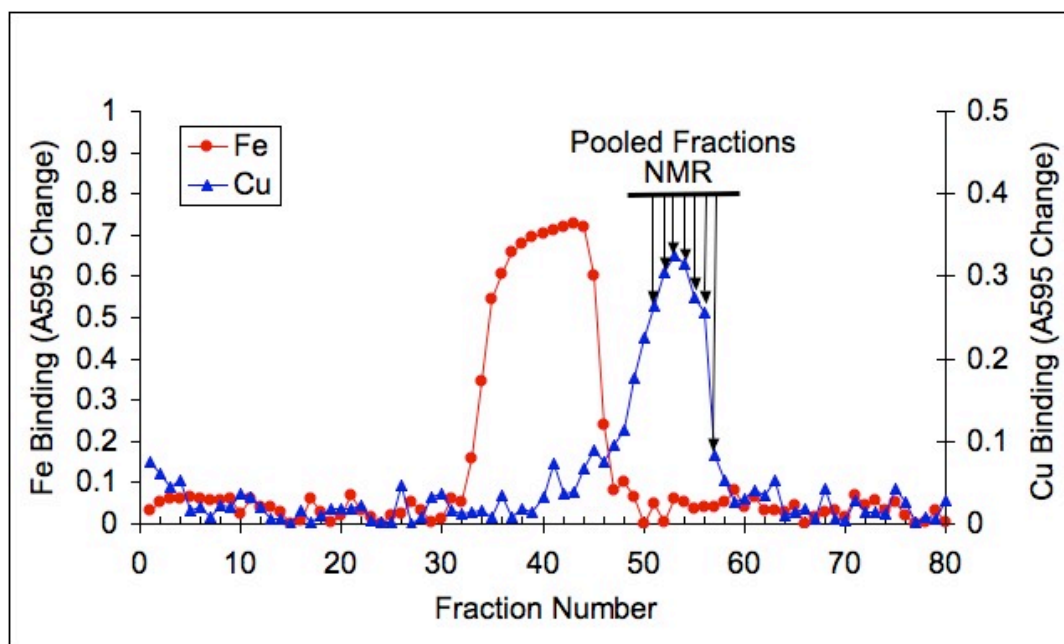 Fe
Cu
Pooled Fractions
NMR
Fe Binding (A595 Change)
1
0.9
0.8
0.7
0.6
0.5
0.4
0.3
0.2
0.1
0
0.5
0.4
0.3
0.2
0.1
0
Cu Binding (A595 Change)
0 10 20 30 40 50 60 70 80
Fraction Number